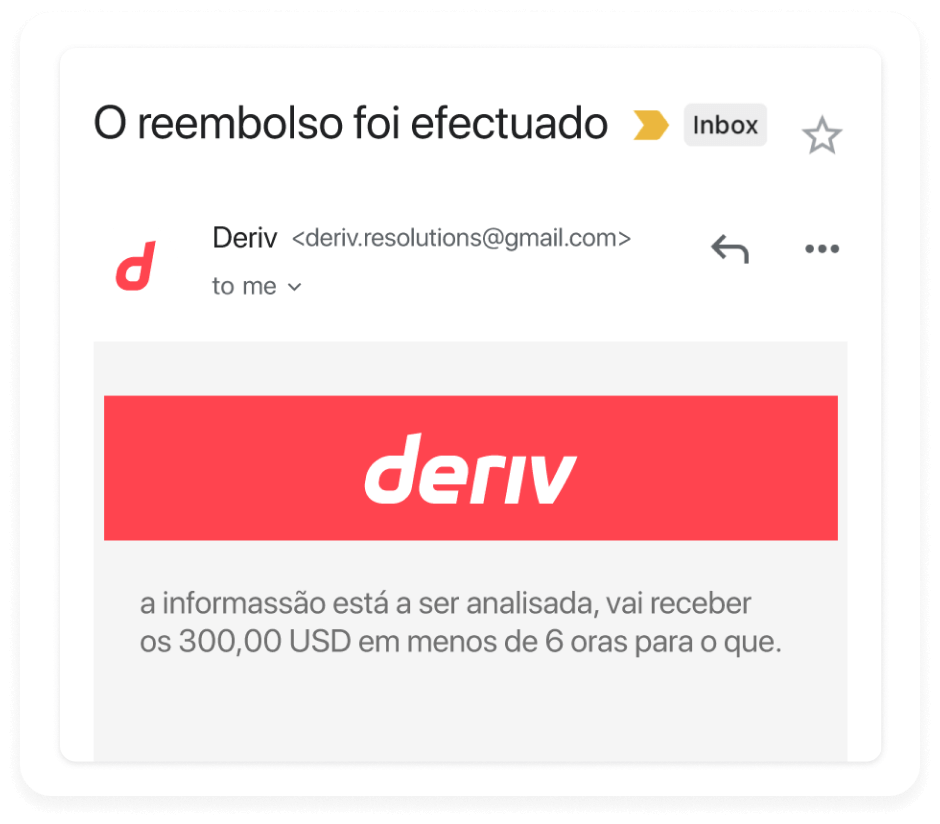 O reembolso foi efectuado Inbox
d
Deriv <deriv.resolutions@gmail.com>
to me
deriv
a informassão está a ser analisada, vai receber
os 300,00 USD em menos de 6 oras para o que.